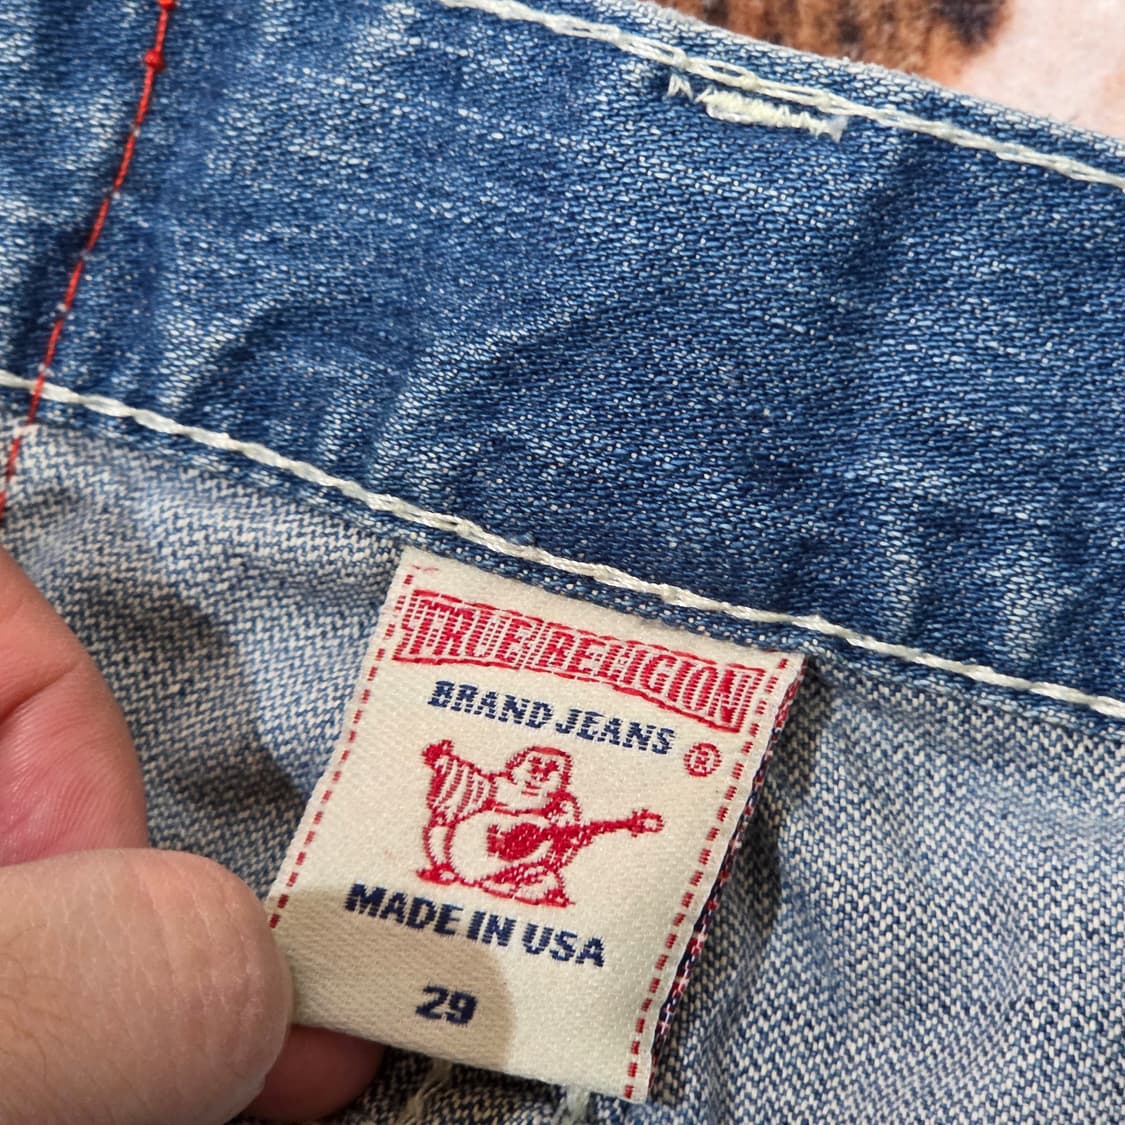 TRUE RELIGION
BRAND JEANS ®
MADE IN USA
29